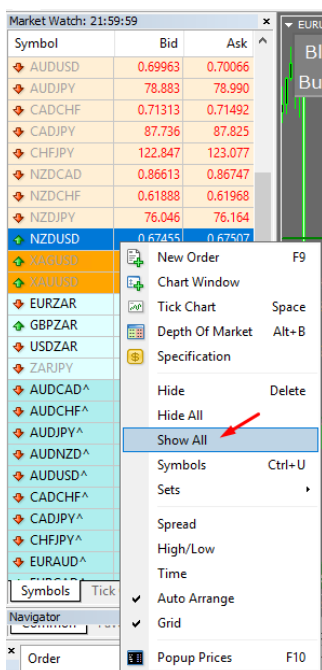 Market Watch: 21:59:59
EUR
Symbol Bid Ask
Bl
AUDUSD 0.69963 0.70066
AUDJPY 78.883 78.990
Bu
CADCHF 0.71313 0.71492
CADJPY 87.736 87.825
CHFJPY 122.847 123.077
NZDCAD 0.86613 0.86747
NZDCHF 0.61888 0.61968
NZDJPY 76.046 76.164
NZDUSD 0.67455 0.67507
XAGUSD
New Order F9
XAUUSD
Chart Window
EURZAR
Tick Chart Space
GBPZAR
Depth Of Market Alt+B
USDZAR
Specification
ZARJPY
AUDCAD^
Hide Delete
AUDCHF^
Hide All
AUDJPY^
Show All
AUDNZD^
Symbols Ctrl+U
AUDUSD^
Sets
CADCHF^
CADJPY^
Spread
CHFJPY^
High/Low
EURAUD^
Time
Symbols Tick
Auto Arrange
Navigator
Grid
Common
Order
Popup Prices F10